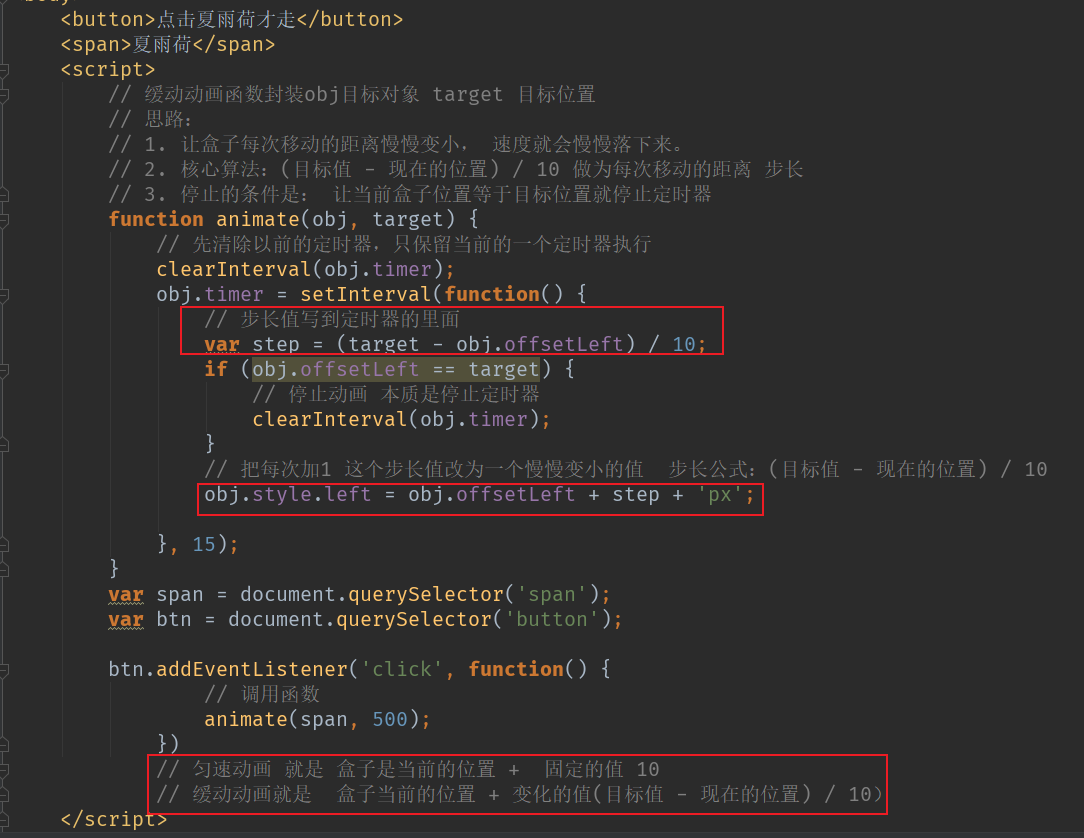 body
<button>点击夏雨荷才走</button>
<span>夏雨荷</span>
<script>
// 缓动动画函数封装obj目标对象 target 目标位置
// 思路：
// 1. 让盒子每次移动的距离慢慢变小， 速度就会慢慢落下来。
// 2. 核心算法：(目标值 - 现在的位置) / 10 做为每次移动的距离 步长
// 3. 停止的条件是： 让当前盒子位置等于目标位置就停止定时器
function animate(obj, target) {
// 先清除以前的定时器，只保留当前的一个定时器执行
clearInterval(obj.timer);
obj.timer = setInterval(function() {
// 步长值写到定时器的里面
var step = (target - obj.offsetLeft) / 10;
if (obj.offsetLeft == target) {
// 停止动画 本质是停止定时器
clearInterval(obj.timer);
}
// 把每次加1 这个步长值改为一个慢慢变小的值  步长公式：(目标值 - 现在的位置) / 10
obj.style.left = obj.offsetLeft + step + 'px';
}, 15);
}
var span = document.querySelector('span');
var btn = document.querySelector('button');
btn.addEventListener('click', function() {
// 调用函数
animate(span, 500);
})
// 匀速动画 就是 盒子是当前的位置 +  固定的值 10
// 缓动动画就是  盒子当前的位置 + 变化的值(目标值 - 现在的位置) / 10）
</script>